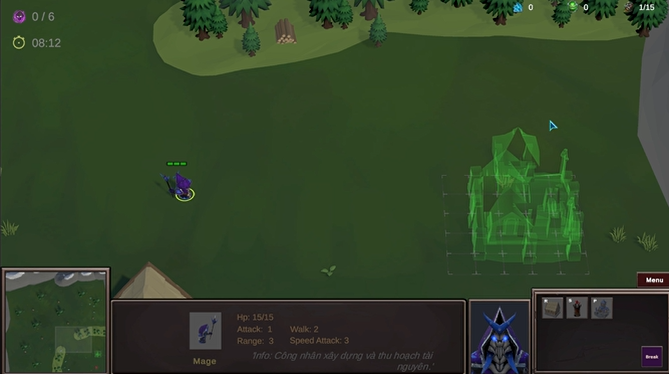 0 / 6
0
0
1/15
08:12
Menu
Hp: 15/15
Attack: 1 Walk: 2
Range: 3 Speed Attack: 3
Mage
'Info: Công nhân xây dựng và thu hoạch tài
nguyên.'
Break